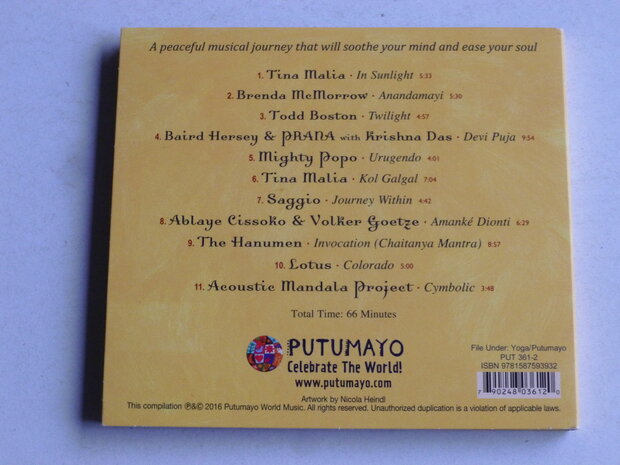 A peaceful musical journey that will soothe your mind and ease your soul
1. Tina Malia · In Sunlight 5:33
2. Brenda McMorrow · Anandamayi 5:30
3. Todd Boston · Twilight 4:57
4. Baird Hersey & PRANA with Krishna Das · Devi Puja 9:54
5. Mighty Popo · Urugendo 4:01
6. Tina Malia · Kol Galgal 7:04
7. Saggio · Journey Within 4:42
8. Ablaye Cissoko & Volker Goetze · Amanké Dionti 6:29
9. The Hanumen · Invocation (Chaitanya Mantra) 8:57
10. Lotus · Colorado 5:00
11. Acoustic Mandala Project · Cymbolic 3:48
Total Time: 66 Minutes
PUTUMAYO
Celebrate The World!
www.putumayo.com
File Under: Yoga/Putumayo
PUT 361-2
ISBN 9781587593932
7 90248 03612 0
Artwork by Nicola Heindl
This compilation ℗&© 2016 Putumayo World Music. All rights reserved. Unauthorized duplication is a violation of applicable laws.